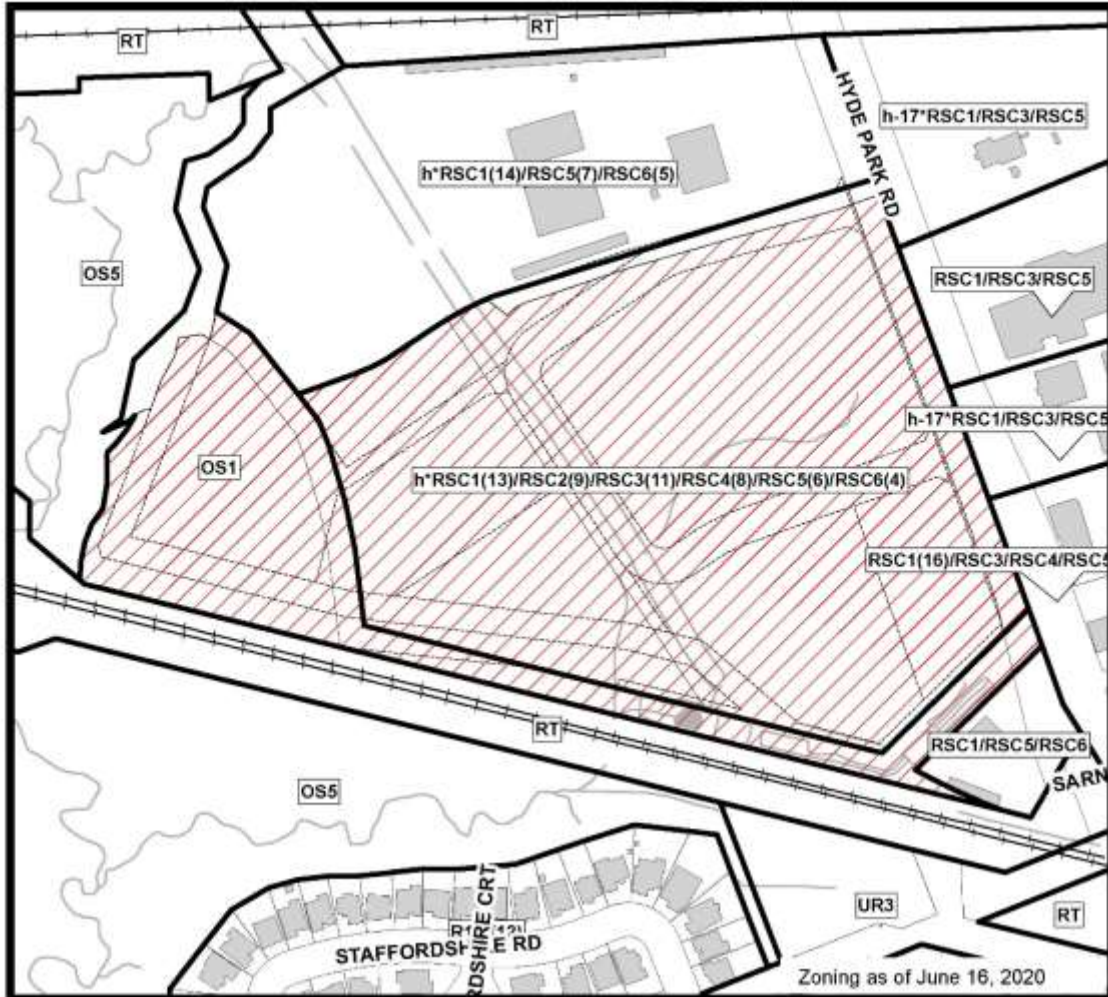 RT
RT
HYDE PARK RD
h-17*RSC1/RSC3/RSC5
h*RSC1(14)/RSC5(7)/RSC6(5)
OS5
RSC1/RSC3/RSC5
h-17*RSC1/RSC3/RSC5
OS1
h*RSC1(13)/RSC2(9)/RSC3(11)/RSC4(8)/RSC5(6)/RSC6(4)
RSC1(16)/RSC3/RSC4/RSC5
RT
RSC1/RSC5/RSC6
SARN
OS5
RDSHIRE CRT
UR3
RT
STAFFORDSHIRE RD
Zoning as of June 16, 2020